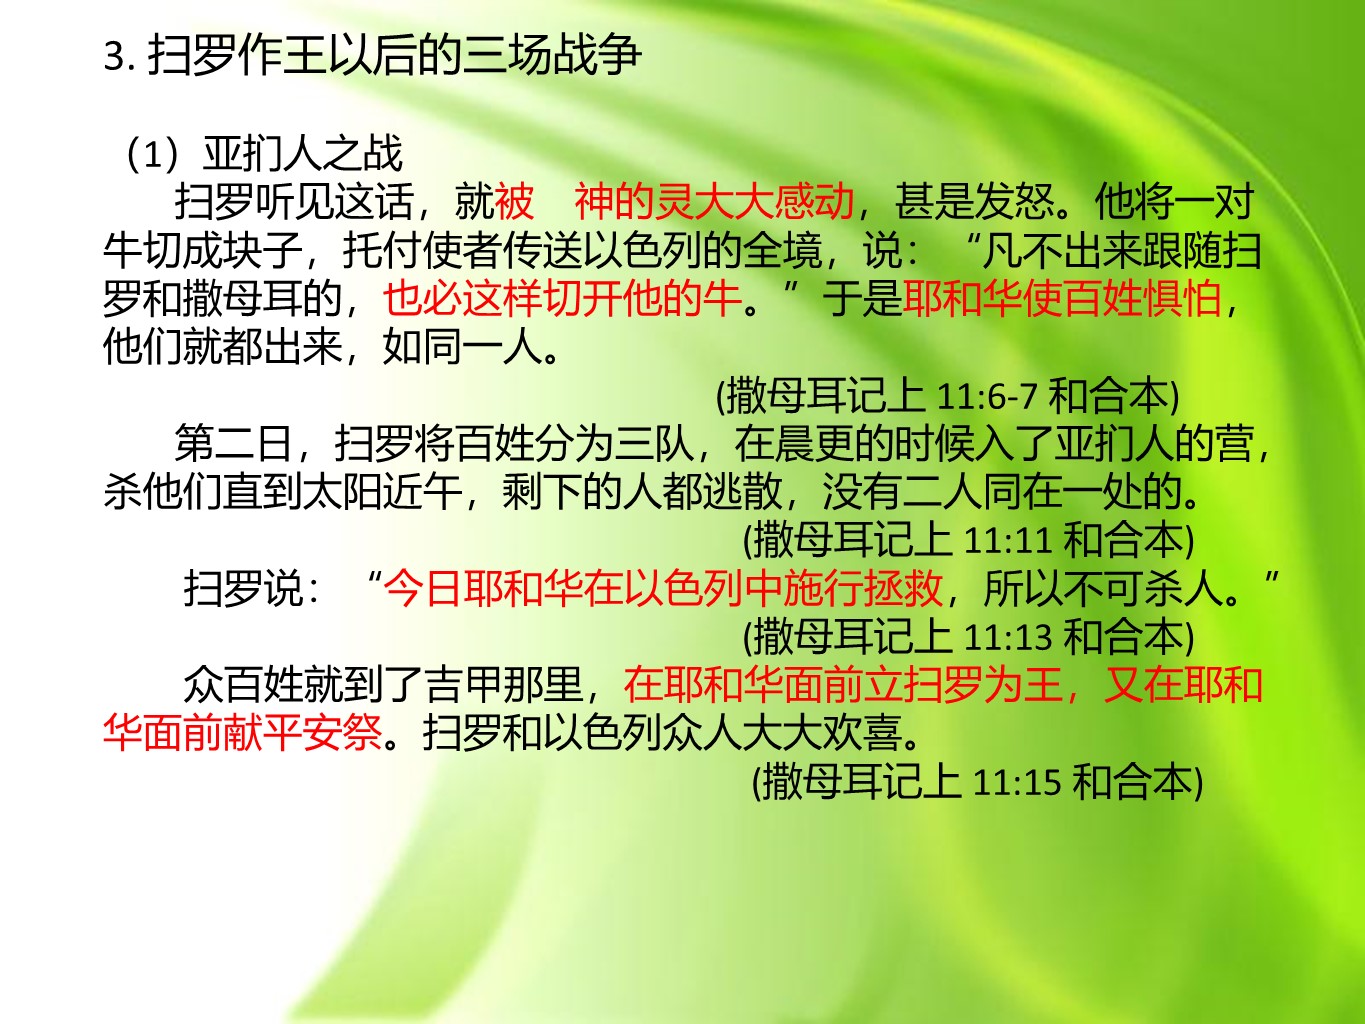 3. 扫罗作王以后的三场战争
（1）亚扪人之战
扫罗听见这话，就被　神的灵大大感动，甚是发怒。他将一对
牛切成块子，托付使者传送以色列的全境，说：“凡不出来跟随扫
罗和撒母耳的，也必这样切开他的牛。”于是耶和华使百姓惧怕，
他们就都出来，如同一人。
(撒母耳记上 11:6-7 和合本)
第二日，扫罗将百姓分为三队，在晨更的时候入了亚扪人的营，
杀他们直到太阳近午，剩下的人都逃散，没有二人同在一处的。
(撒母耳记上 11:11 和合本)
扫罗说：“今日耶和华在以色列中施行拯救，所以不可杀人。”
(撒母耳记上 11:13 和合本)
众百姓就到了吉甲那里，在耶和华面前立扫罗为王，又在耶和
华面前献平安祭。扫罗和以色列众人大大欢喜。
(撒母耳记上 11:15 和合本)